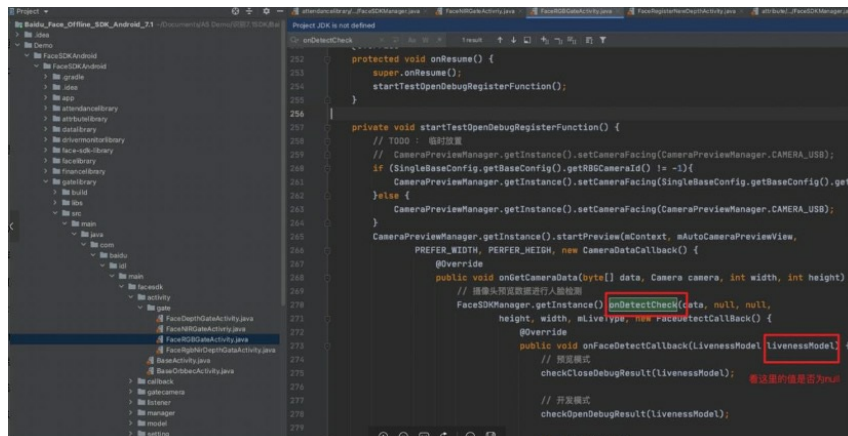 Project
Baidu_Face_Offline_SDK_Android_7.1
.idea
Demo
FaceSDKAndroid
FaceSDKAndroid
.gradle
.idea
app
attendancelibrary
attributelibrary
datalibrary
drivermonitorlibrary
face-sdk-library
facelibrary
financelibrary
gatelibrary
build
libs
src
main
java
com
baidu
idl
main
facesdk
activity
gate
FaceDepthGateActivity.java
FaceNIRGateActivity.java
FaceRGBGateActivity.java
FaceRgbNirDepthGataActivity.java
BaseActivity.java
BaseOrbbecActivity.java
callback
gatecamera
listener
manager
model
setting
attendancelibrary/.../FaceSDKManager.java
FaceNIRGateActivity.java
FaceRGBGateActivity.java
FaceRegisterNewDepthActivity.java
attribute/.../FaceSDKManager.ja
Project JDK is not defined
onDetectCheck
1 result
252 protected void onResume() {
253 super.onResume();
254 startTestOpenDebugRegisterFunction();
255 }
256
257 private void startTestOpenDebugRegisterFunction() {
258 // TODO : 临时放置
259 // CameraPreviewManager.getInstance().setCameraFacing(CameraPreviewManager.CAMERA_USB);
260 if (SingleBaseConfig.getBaseConfig().getRBGCameraId() != -1){
261 CameraPreviewManager.getInstance().setCameraFacing(SingleBaseConfig.getBaseConfig().get
262 }else {
263 CameraPreviewManager.getInstance().setCameraFacing(CameraPreviewManager.CAMERA_USB);
264 }
265 CameraPreviewManager.getInstance().startPreview(mContext, mAutoCameraPreviewView,
266 PREFER_WIDTH, PERFER_HEIGH, new CameraDataCallback() {
267 @Override
268 public void onGetCameraData(byte[] data, Camera camera, int width, int height)
269 // 摄像头预览数据进行人脸检测
270 FaceSDKManager.getInstance().onDetectCheck(data, null, null,
271 height, width, mLiveType, new FaceDetectCallBack() {
272 @Override
273 public void onFaceDetectCallback(LivenessModel livenessModel) {
274 // 预览模式
275 checkCloseDebugResult(livenessModel);
看这里的值是否为null
276
277 // 开发模式
278 checkOpenDebugResult(livenessModel);
279